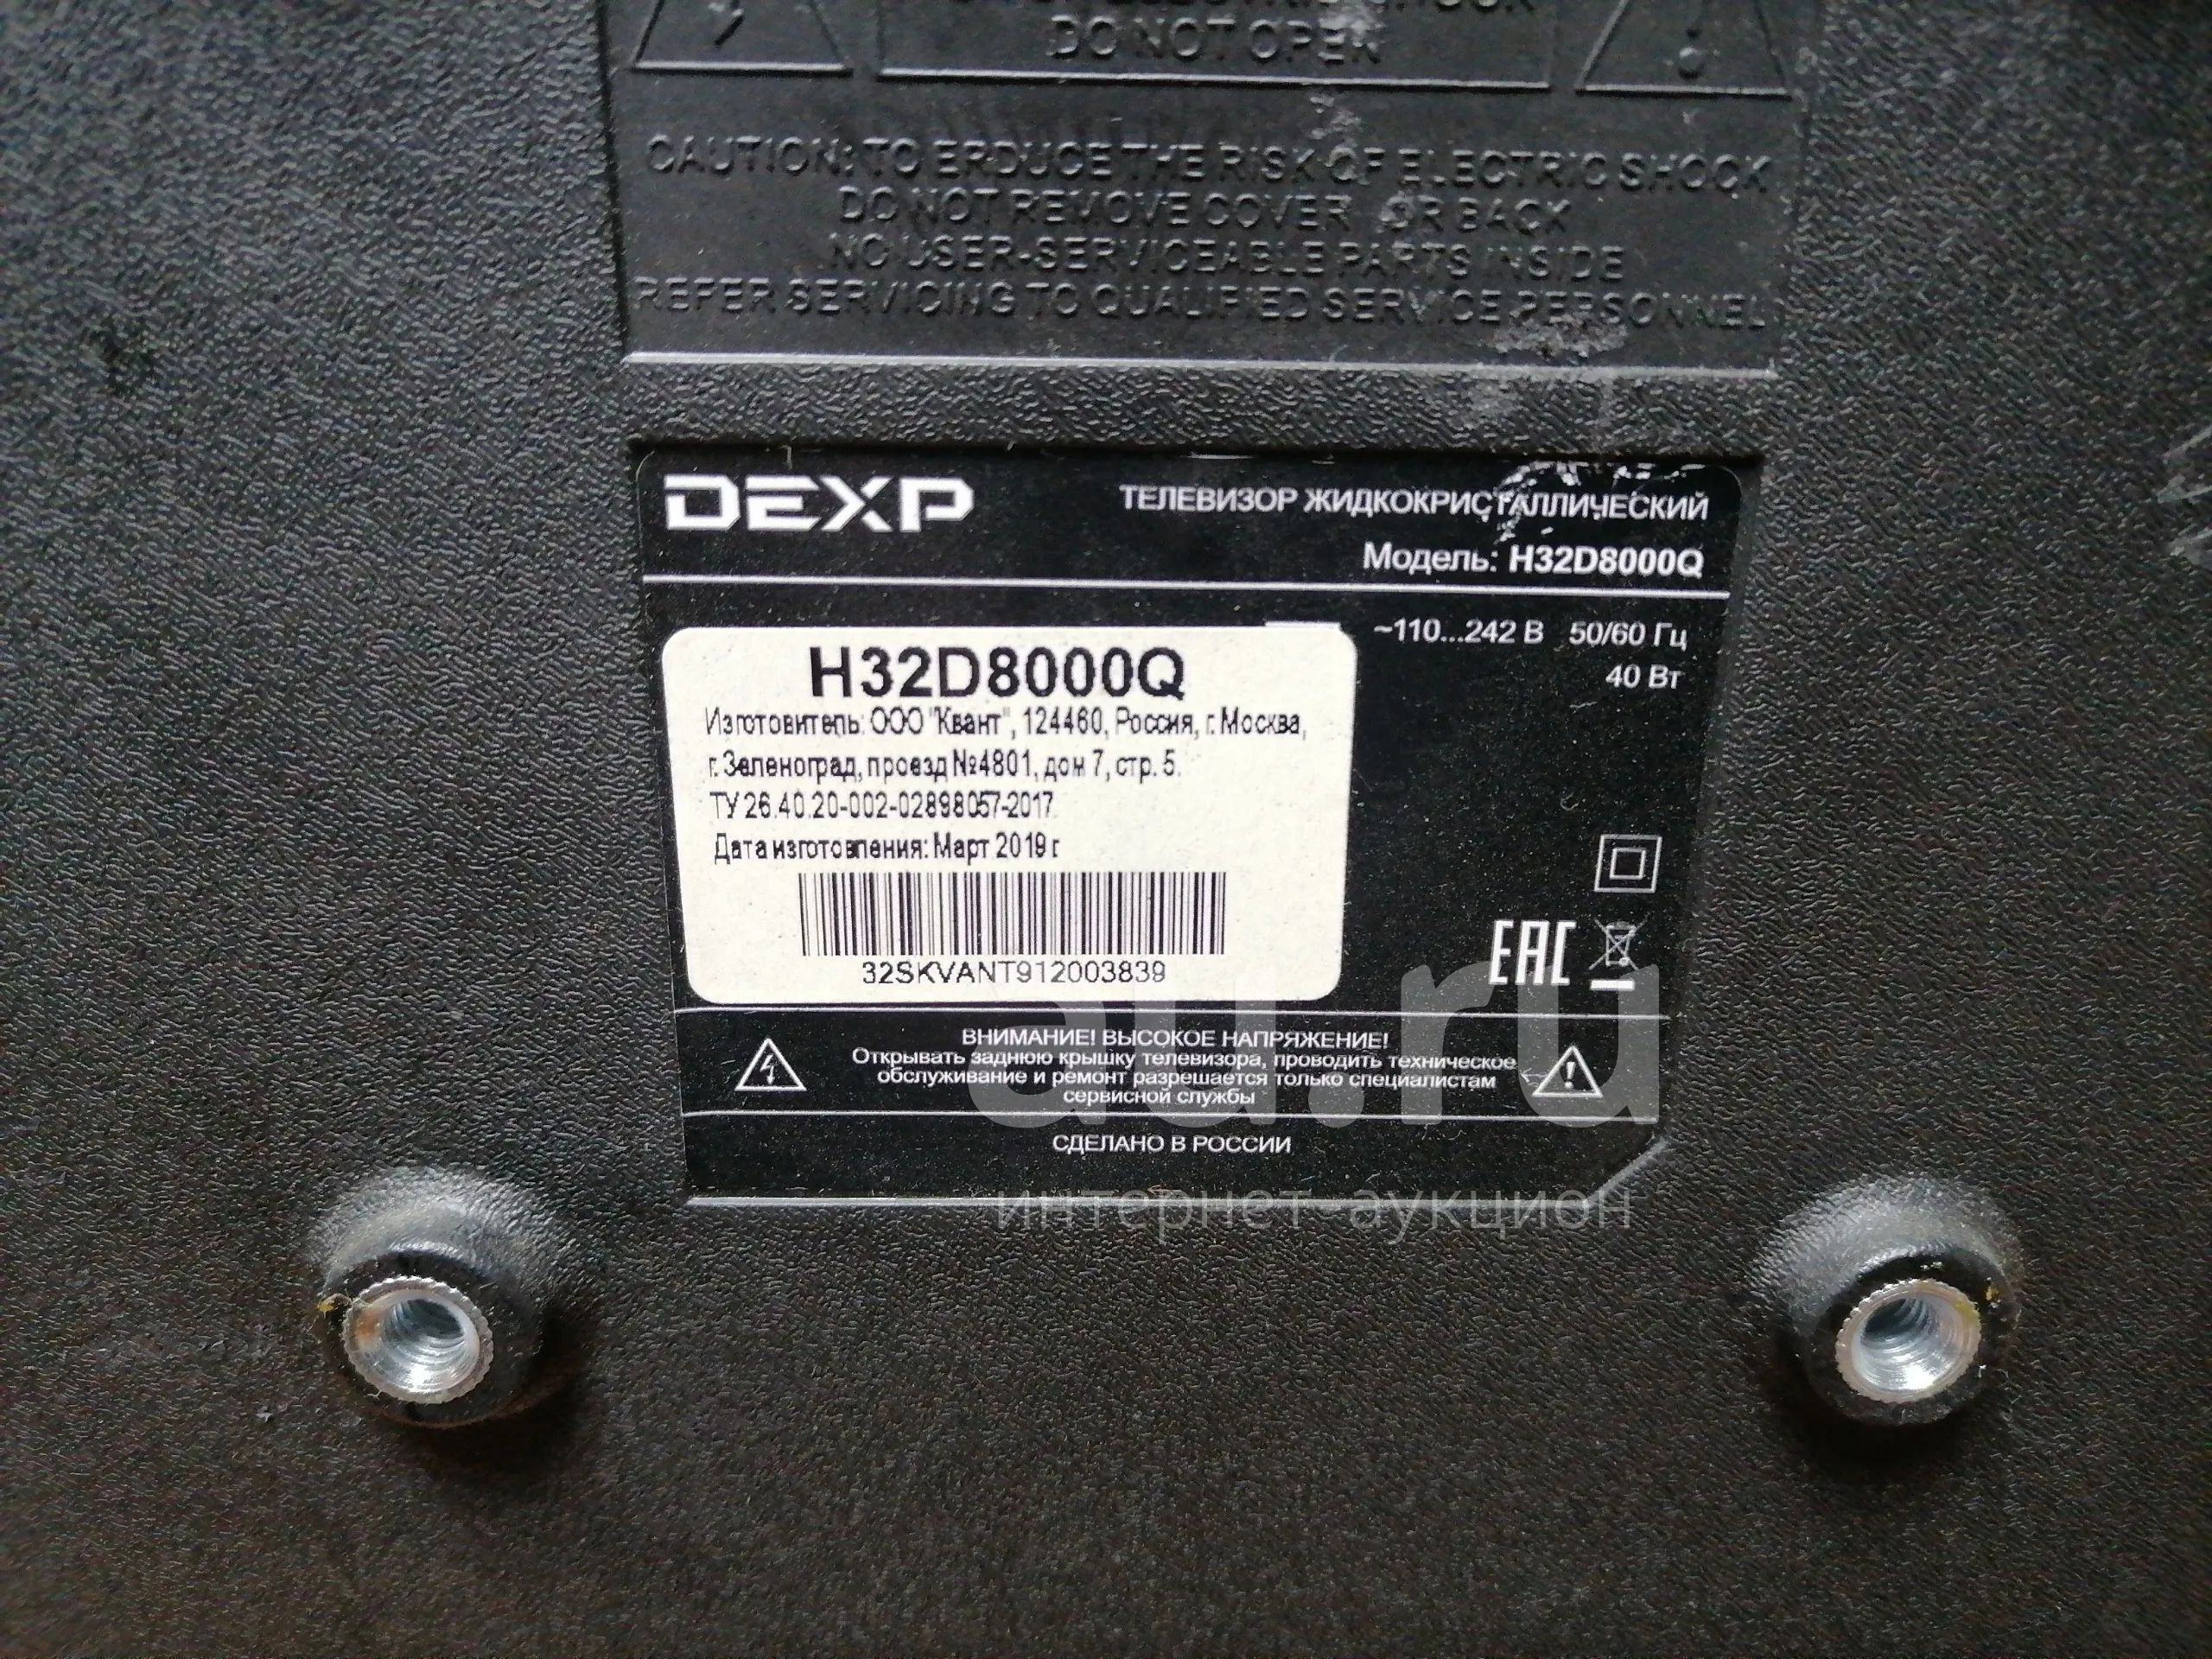 DO NOT OPEN
CAUTION: TO ERDUCE THE RISK OF ELECTRIC SHOCK
DO NOT REMOVE COVER OR BACK
NO USER-SERVICEABLE PARTS INSIDE
REFER SERVICING TO QUALIFIED SERVICE PERSONNEL
DEXP
ТЕЛЕВИЗОР ЖИДКОКРИСТАЛЛИЧЕСКИЙ
Модель: H32D8000Q
~110...242 В 50/60 Гц
40 Вт
H32D8000Q
Изготовитель: ООО "Квант", 124460, Россия, г. Москва,
г. Зеленоград, проезд №4801, дом 7, стр. 5.
ТУ 26.40.20-002-02898057-2017
Дата изготовления: Март 2019 г
32SKVANT912003839
EAC
ВНИМАНИЕ! ВЫСОКОЕ НАПРЯЖЕНИЕ!
Открывать заднюю крышку телевизора, проводить техническое
обслуживание и ремонт разрешается только специалистам
сервисной службы
СДЕЛАНО В РОССИИ
au.ru
интернет-аукцион